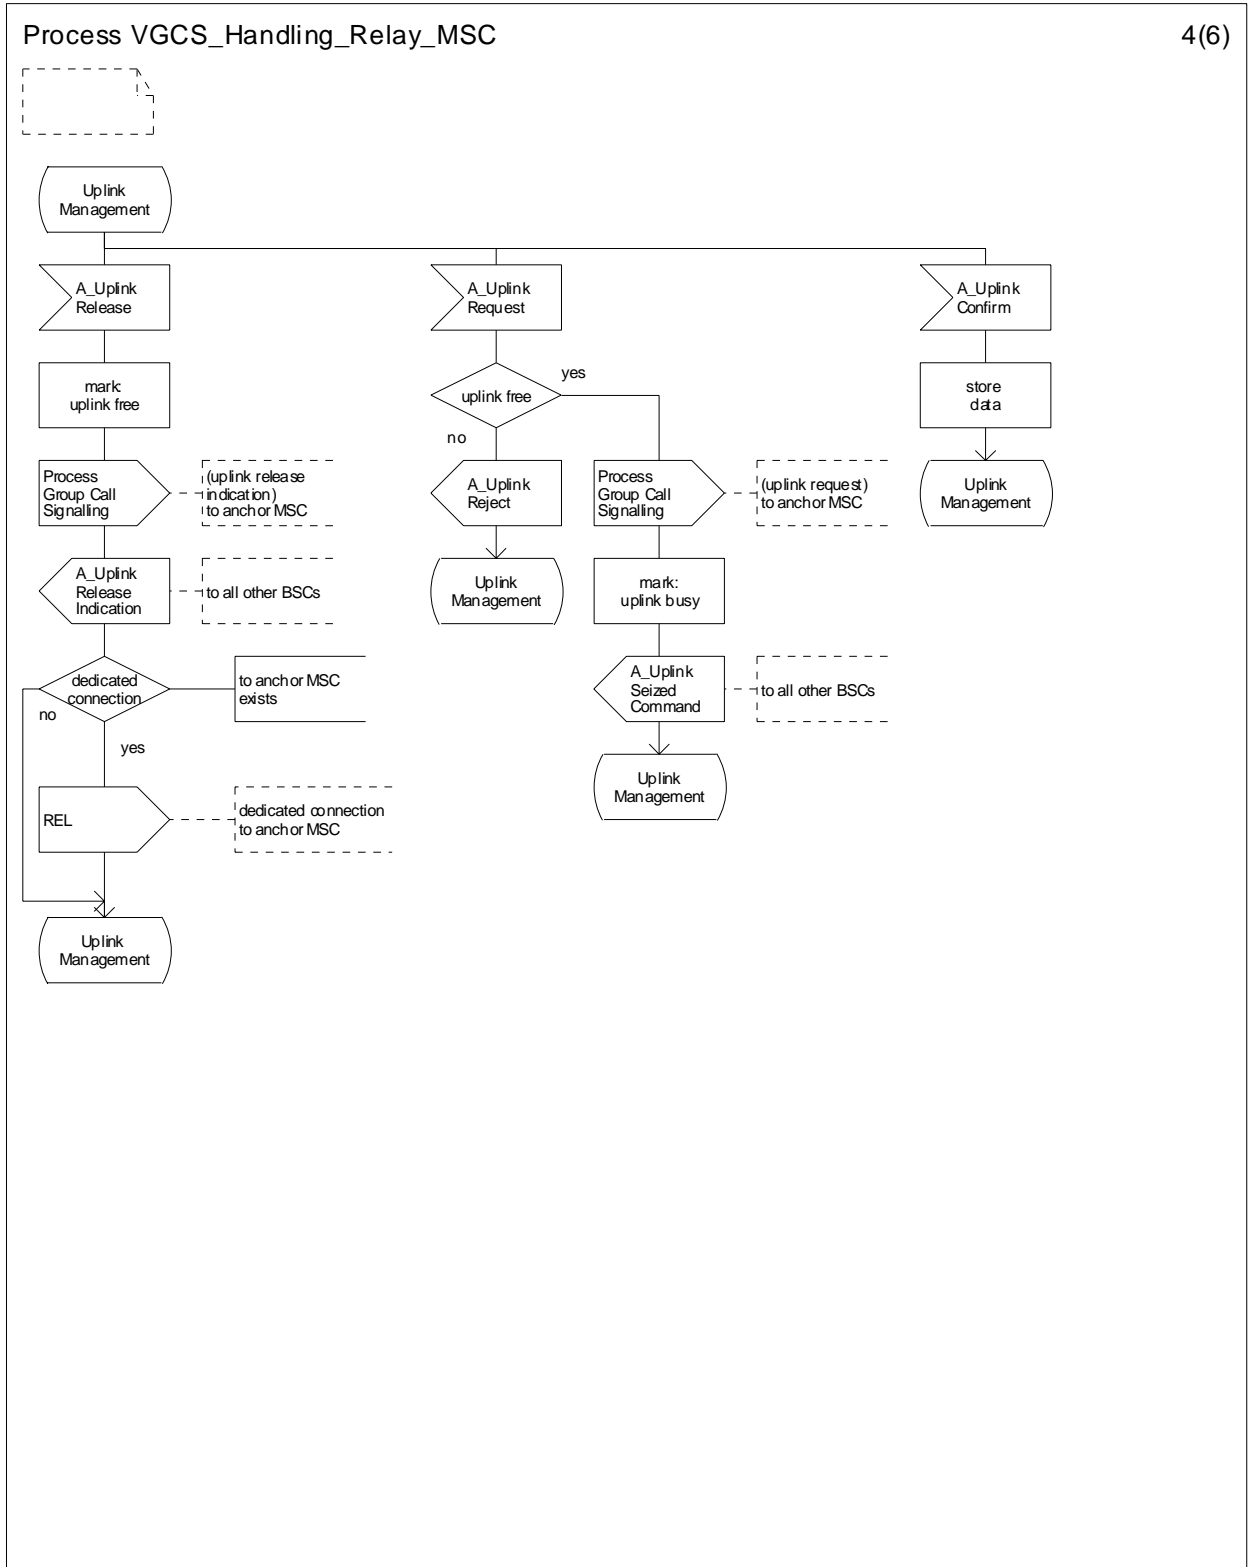 Process VGCS_Handling_Relay_MSC
4(6)
Uplink
Management
A_Uplink
Release
mark:
uplink free
Process
Group Call
Signalling
(uplink release
indication)
to anchor MSC
A_Uplink
Release
Indication
to all other BSCs
dedicated
connection
to anchor MSC
exists
no
yes
REL
dedicated connection
to anchor MSC
Uplink
Management
A_Uplink
Request
uplink free
yes
no
A_Uplink
Reject
Uplink
Management
Process
Group Call
Signalling
(uplink request)
to anchor MSC
mark:
uplink busy
A_Uplink
Seized
Command
to all other BSCs
Uplink
Management
A_Uplink
Confirm
store
data
Uplink
Management